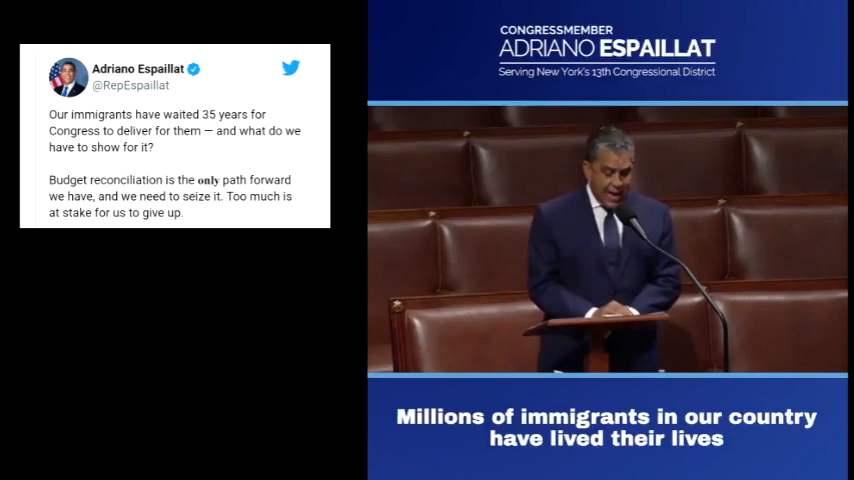 Adriano Espaillat
@RepEspaillat
Our immigrants have waited 35 years for
Congress to deliver for them — and what do we
have to show for it?
Budget reconciliation is the only path forward
we have, and we need to seize it. Too much is
at stake for us to give up.
CONGRESSMEMBER
ADRIANO ESPAILLAT
Serving New York's 13th Congressional District
Millions of immigrants in our country
have lived their lives